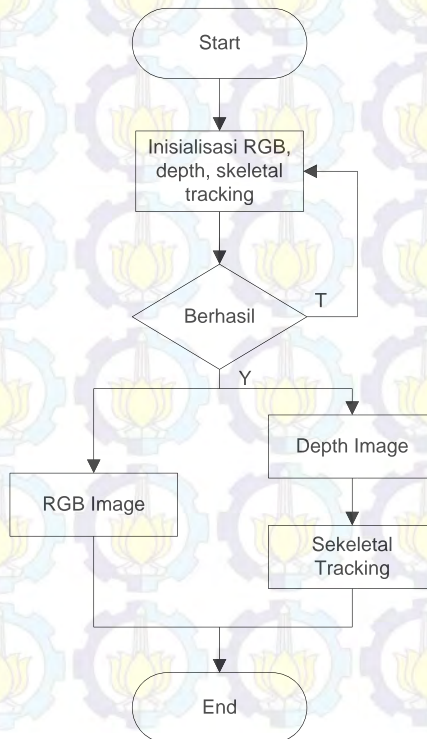 Start
Inisialisasi RGB,
depth, skeletal
tracking
Berhasil
T
Y
Depth Image
RGB Image
Sekeletal
Tracking
End